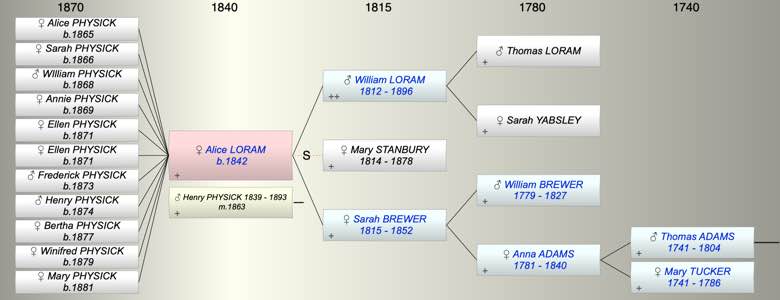 1870 1840 1815 1780 1740
♀ Alice PHYSICK
b.1865
♀ Sarah PHYSICK
b.1866
♂ WIlliam PHYSICK
b.1868
♀ Annie PHYSICK
b.1869
♀ Ellen PHYSICK
b.1871
♀ Ellen PHYSICK
b.1871
♂ Frederick PHYSICK
b.1873
♂ Henry PHYSICK
b.1874
♀ Bertha PHYSICK
b.1877
♀ Winifred PHYSICK
b.1879
♀ Mary PHYSICK
b.1881
♀ Alice LORAM
b.1842
+
♂ Henry PHYSICK 1839 - 1893
m.1863
+
S
♂ William LORAM
1812 - 1896
++
♀ Mary STANBURY
1814 - 1878
+
♀ Sarah BREWER
1815 - 1852
+
♂ Thomas LORAM
+
♀ Sarah YABSLEY
+
♂ William BREWER
1779 - 1827
+
♀ Anna ADAMS
1781 - 1840
+
♂ Thomas ADAMS
1741 - 1804
+
♀ Mary TUCKER
1741 - 1786
+